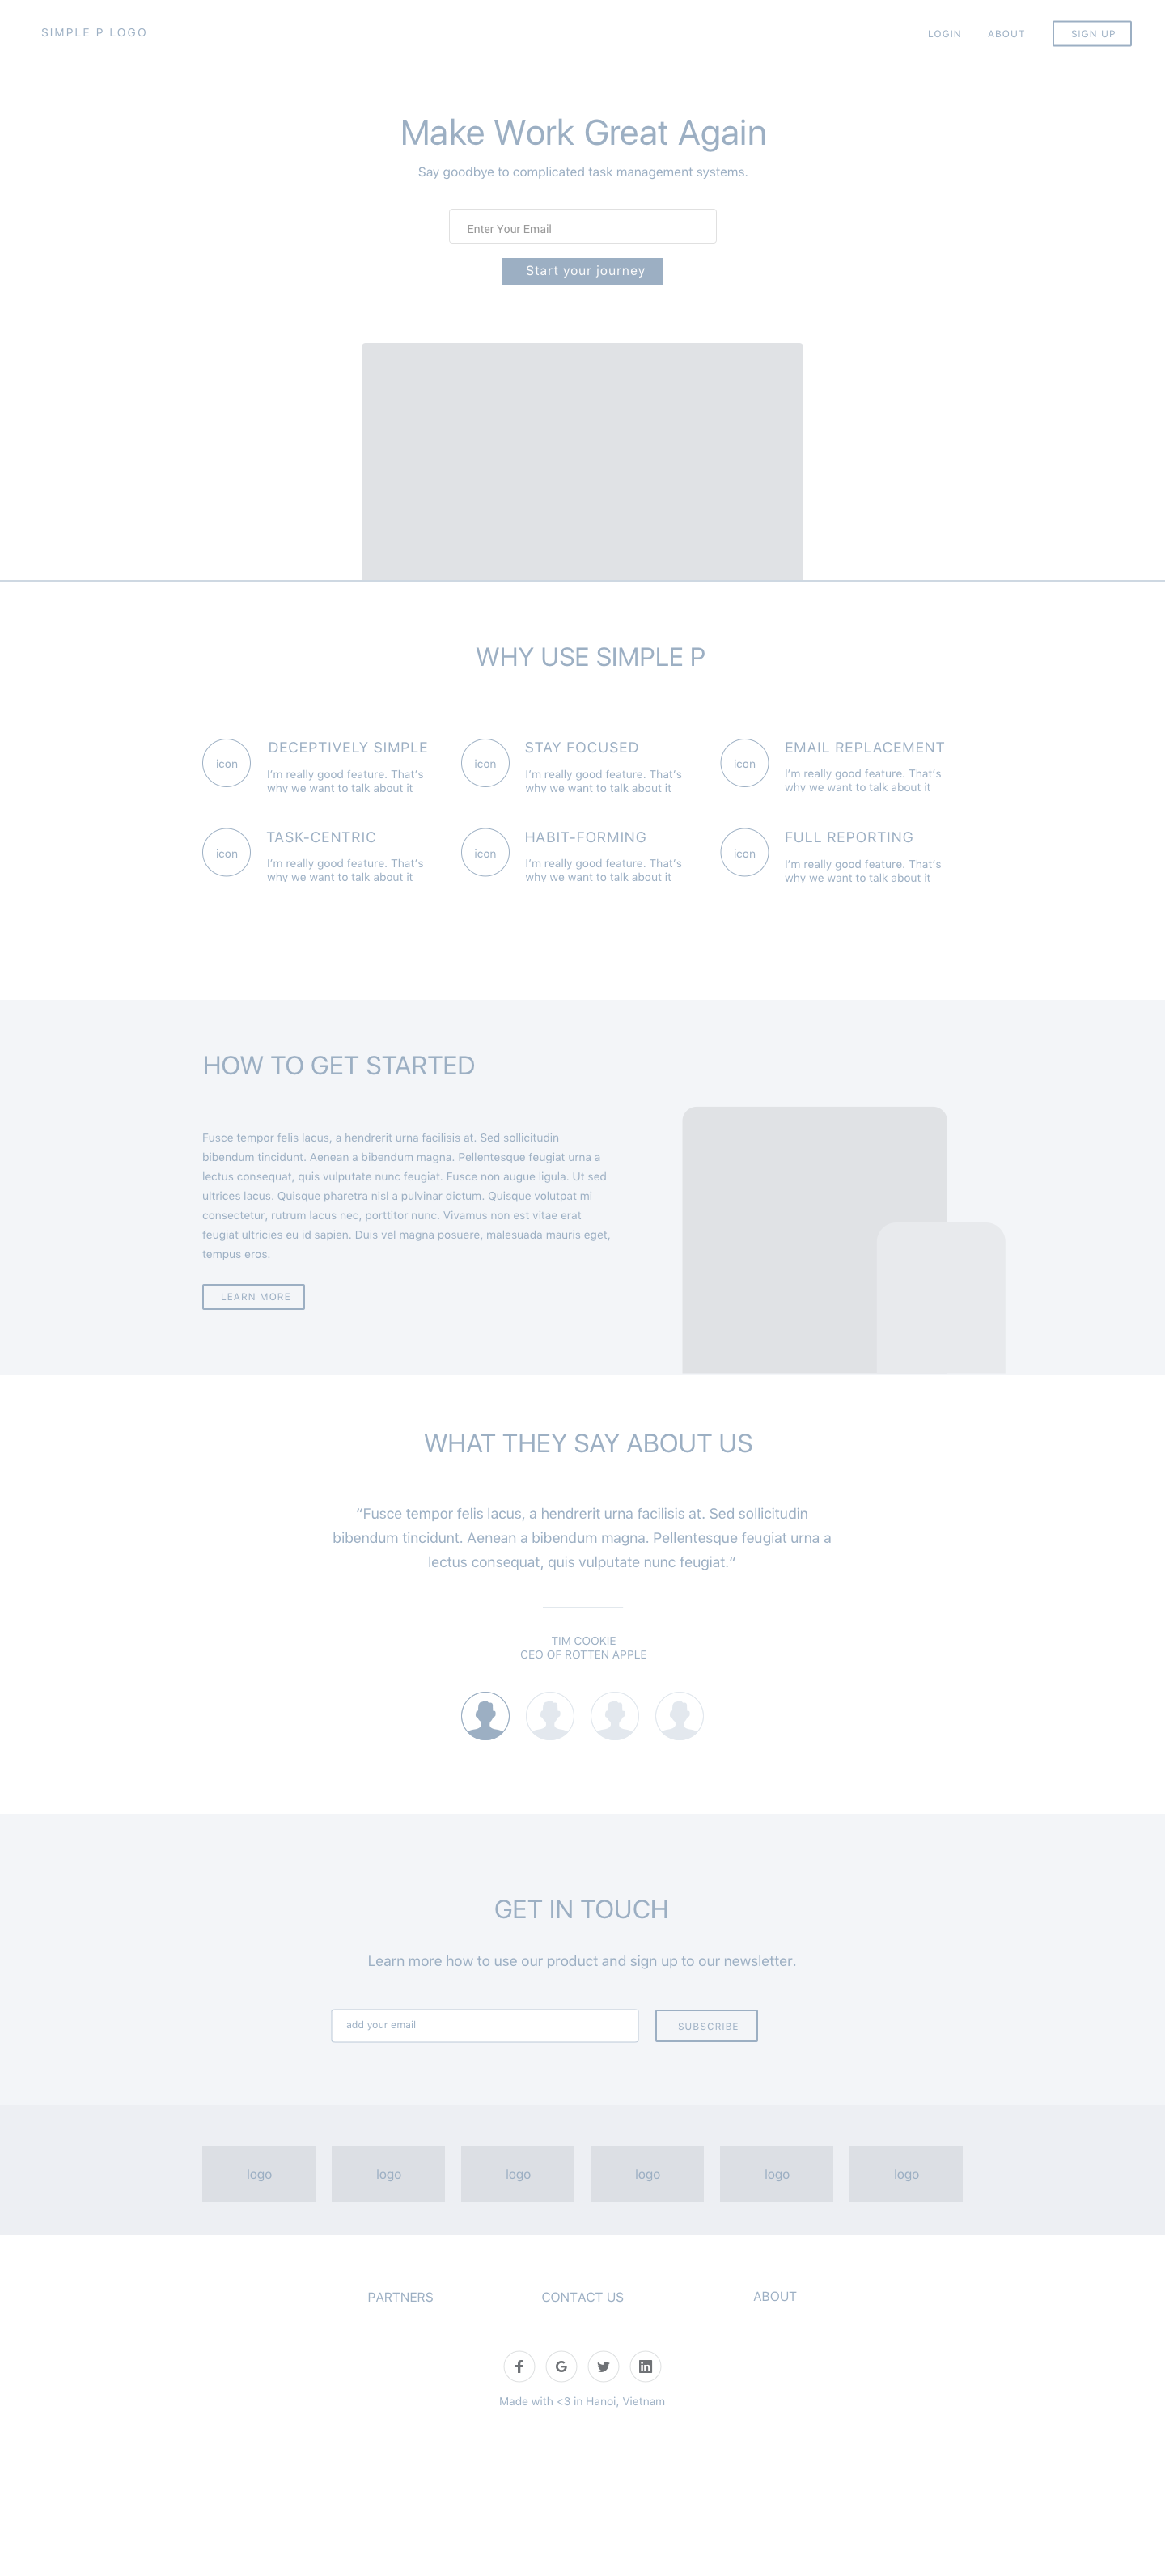 SIMPLE P LOGO
LOGIN
ABOUT
SIGN UP
Make Work Great Again
Say goodbye to complicated task management systems.
Enter Your Email
Start your journey
WHY USE SIMPLE P
icon
DECEPTIVELY SIMPLE
I'm really good feature. That's
why we want to talk about it
icon
STAY FOCUSED
I'm really good feature. That's
why we want to talk about it
icon
EMAIL REPLACEMENT
I'm really good feature. That's
why we want to talk about it
icon
TASK-CENTRIC
I'm really good feature. That's
why we want to talk about it
icon
HABIT-FORMING
I'm really good feature. That's
why we want to talk about it
icon
FULL REPORTING
I'm really good feature. That's
why we want to talk about it
HOW TO GET STARTED
Fusce tempor felis lacus, a hendrerit urna facilisis at. Sed sollicitudin
bibendum tincidunt. Aenean a bibendum magna. Pellentesque feugiat urna a
lectus consequat, quis vulputate nunc feugiat. Fusce non augue ligula. Ut sed
ultrices lacus. Quisque pharetra nisl a pulvinar dictum. Quisque volutpat mi
consectetur, rutrum lacus nec, porttitor nunc. Vivamus non est vitae erat
feugiat ultricies eu id sapien. Duis vel magna posuere, malesuada mauris eget,
tempus eros.
LEARN MORE
WHAT THEY SAY ABOUT US
“Fusce tempor felis lacus, a hendrerit urna facilisis at. Sed sollicitudin
bibendum tincidunt. Aenean a bibendum magna. Pellentesque feugiat urna a
lectus consequat, quis vulputate nunc feugiat.“
TIM COOKIE
CEO OF ROTTEN APPLE
GET IN TOUCH
Learn more how to use our product and sign up to our newsletter.
add your email
SUBSCRIBE
logo
logo
logo
logo
logo
logo
PARTNERS
CONTACT US
ABOUT
Made with <3 in Hanoi, Vietnam